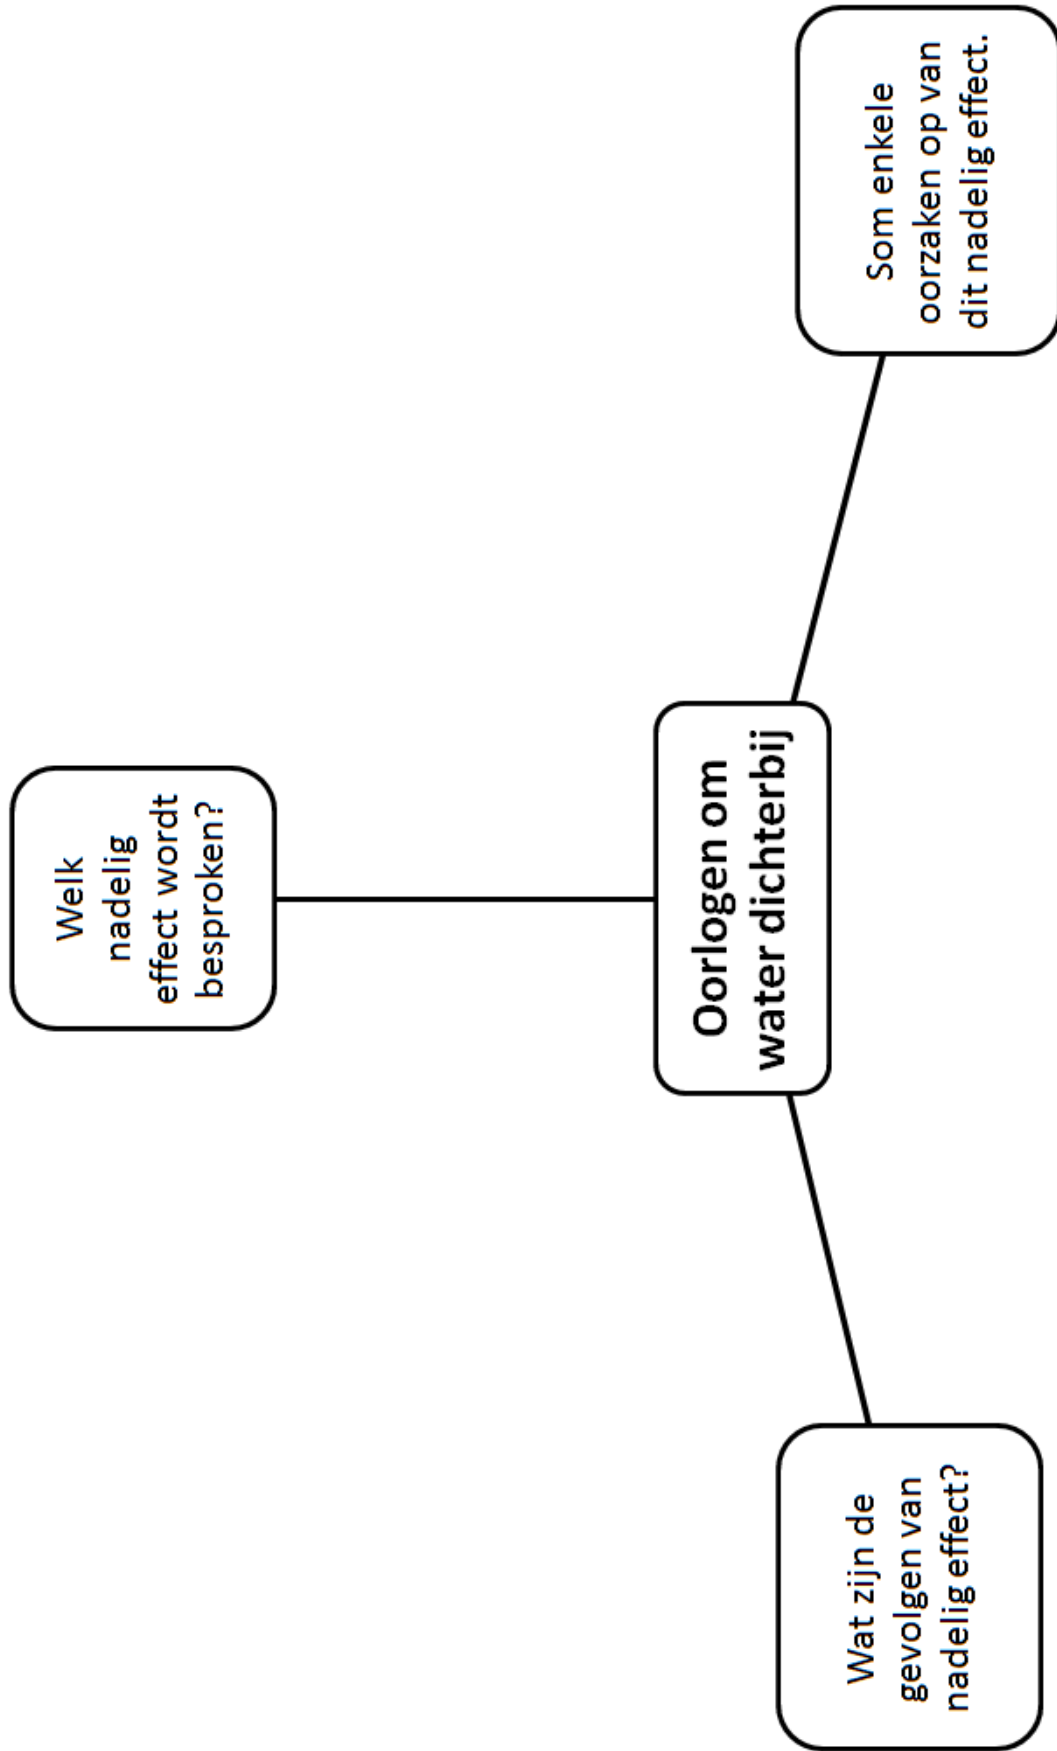 Welk
nadelig
effect wordt
besproken?
Oorlogen om
water dichterbij
Wat zijn de
gevolgen van
nadelig effect?
Som enkele
oorzaken op van
dit nadelig effect.